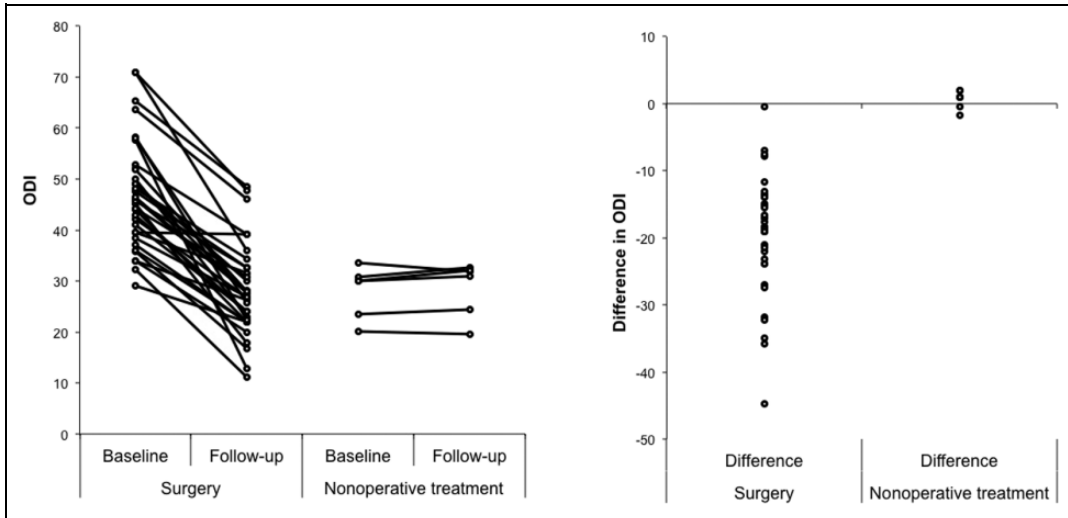 80
70
60
50
40
30
20
10
0
ODI
Baseline Follow-up Baseline Follow-up
Surgery Nonoperative treatment
10
0
-10
-20
-30
-40
-50
Difference in ODI
Difference Difference
Surgery Nonoperative treatment